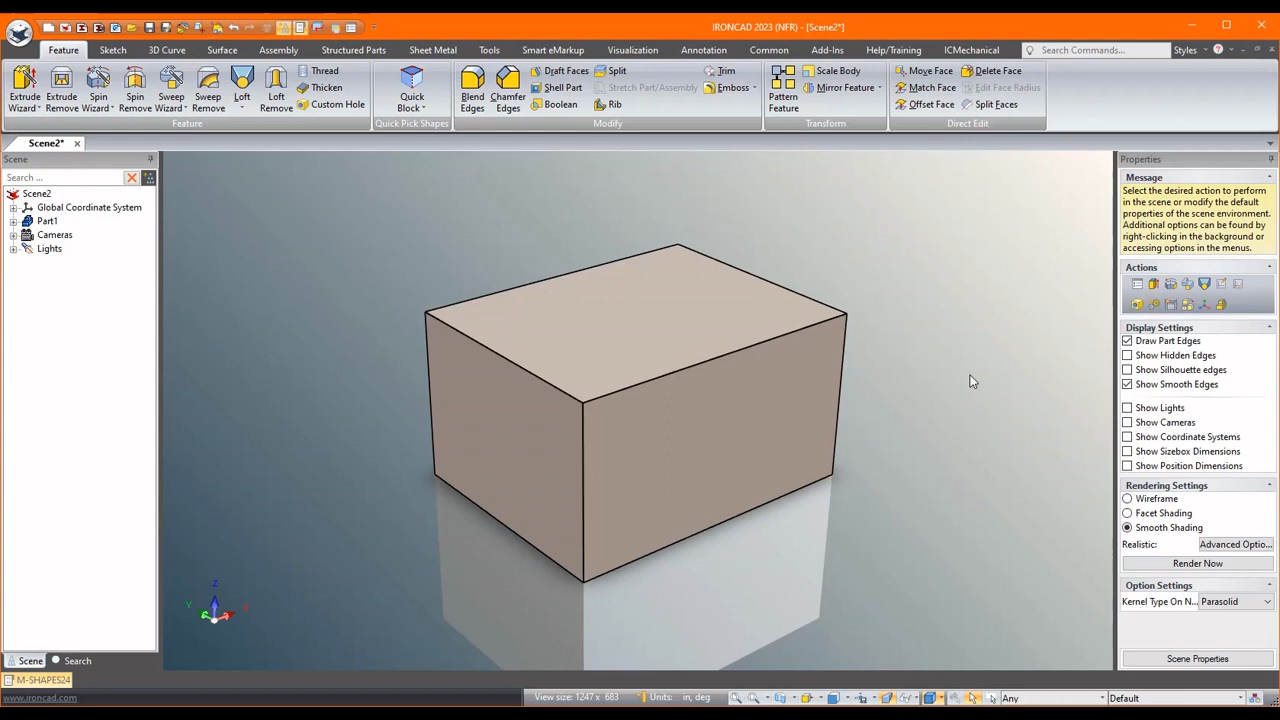 IRONCAD 2023 (NFR) - [Scene2*]
Feature Sketch 3D Curve Surface Assembly Structured Parts Sheet Metal Tools Smart eMarkup Visualization Annotation Common Add-Ins Help/Training ICMechanical Search Commands... Styles
Extrude Wizard Extrude Remove Spin Wizard Spin Remove Sweep Wizard Sweep Remove Loft Loft Remove
Thread
Thicken
Custom Hole
Quick Block
Blend Edges Chamfer Edges
Draft Faces Split Trim
Shell Part Stretch Part/Assembly Emboss
Boolean Rib
Pattern Feature
Scale Body
Mirror Feature
Move Face Delete Face
Match Face Edit Face Radius
Offset Face Split Faces
Feature Quick Pick Shapes Modify Transform Direct Edit
Scene2*
Scene
Search ...
Scene2
Global Coordinate System
Part1
Cameras
Lights
Z
Y
X
Properties
Message
Select the desired action to perform
in the scene or modify the default
properties of the scene environment.
Additional options can be found by
right-clicking in the background or
accessing options in the menus.
Actions
Display Settings
Draw Part Edges
Show Hidden Edges
Show Silhouette edges
Show Smooth Edges
Show Lights
Show Cameras
Show Coordinate Systems
Show Sizebox Dimensions
Show Position Dimensions
Rendering Settings
Wireframe
Facet Shading
Smooth Shading
Realistic: Advanced Optio...
Render Now
Option Settings
Kernel Type On N... Parasolid
Scene Properties
Scene Search
M-SHAPES24
www.ironcad.com View size: 1247 x 683 Units: in, deg Any Default